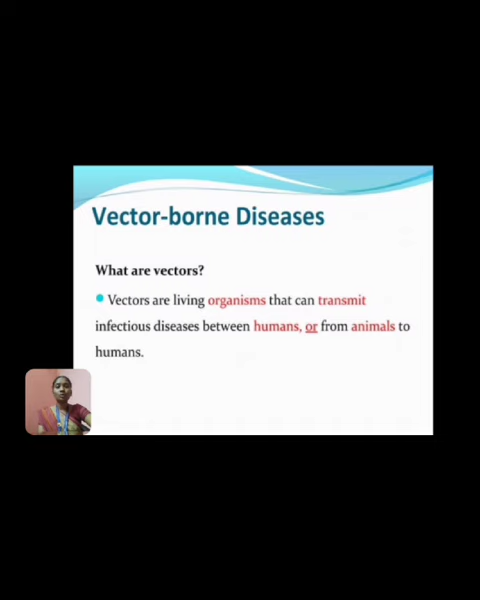 Vector-borne Diseases
What are vectors?
Vectors are living organisms that can transmit
infectious diseases between humans, or from animals to
humans.